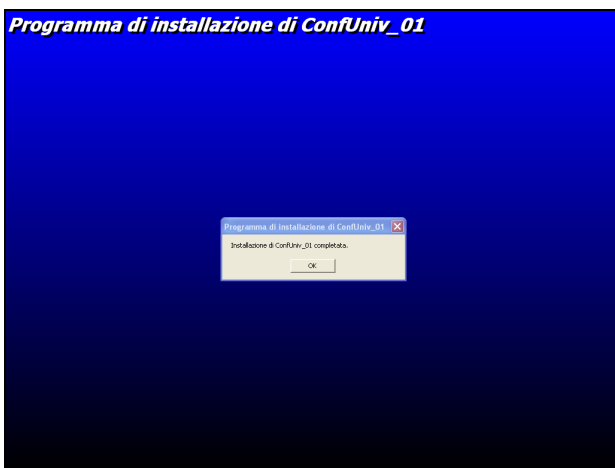 Programma di installazione di ConfUniv_01
Programma di installazione di ConfUniv_01
Installazione di ConfUniv_01 completata.
OK